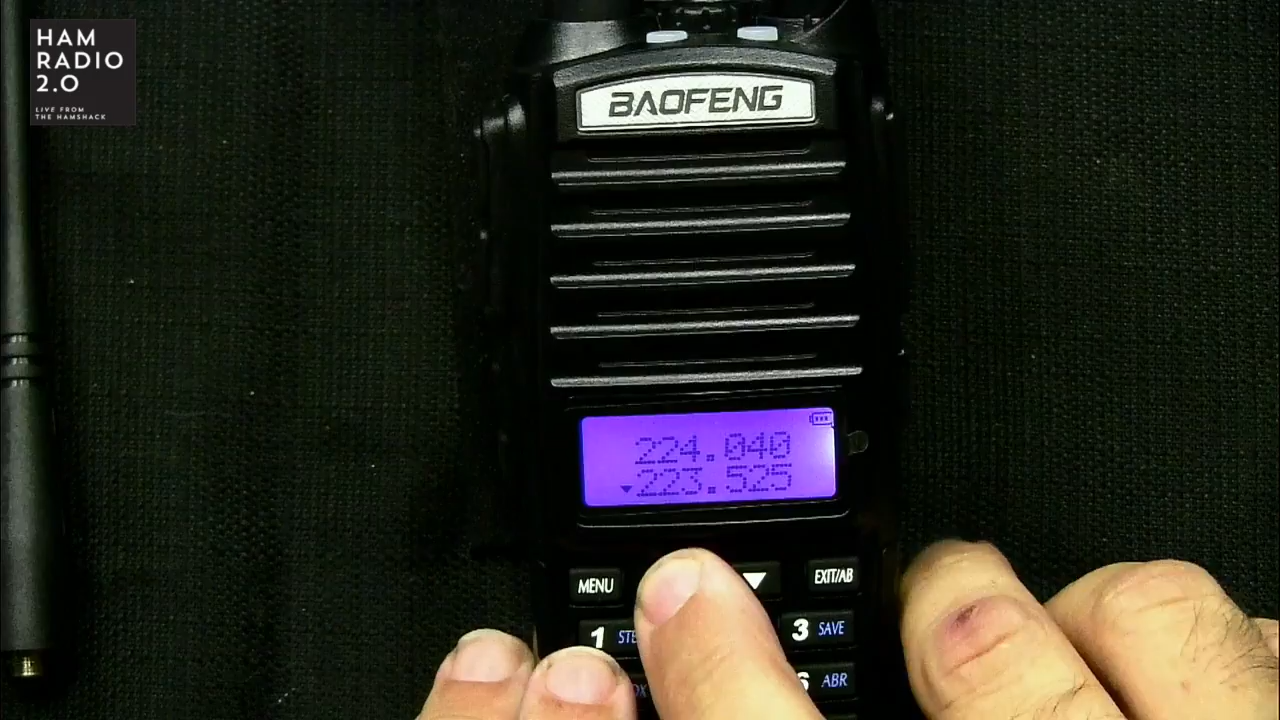 HAM
RADIO
2.0
LIVE FROM
THE HAMSHACK
BAOFENG
224.040
223.525
MENU
EXIT/AB
1
3 SAVE
6 ABR